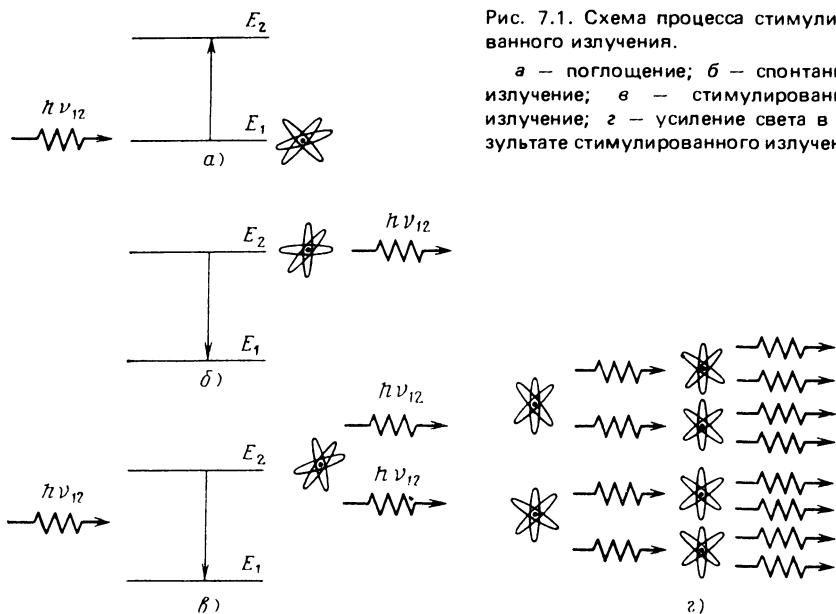 Рис. 7.1. Схема процесса стимули
ванного излучения.
а — поглощение; б — спонтан
излучение; в — стимулирован
излучение; г — усиление света в
зультате стимулированного излуче
E₂
hν₁₂
E₁
а)
hν₁₂
E₂
E₁
б)
hν₁₂
E₂
hν₁₂
hν₁₂
E₁
в)
г)